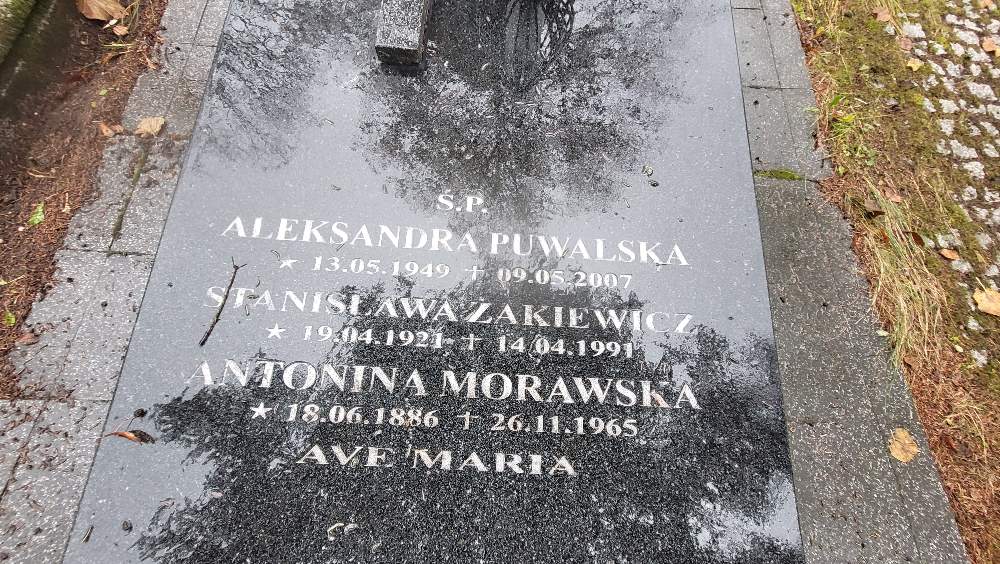 Ś.P.
ALEKSANDRA PUWALSKA
★ 13.05.1949 ✝ 09.05.2007
STANISŁAWA ŻAKIEWICZ
★ 19.04.1921 ✝ 14.04.1991
ANTONINA MORAWSKA
★ 18.06.1886 ✝ 26.11.1965
AVE MARIA